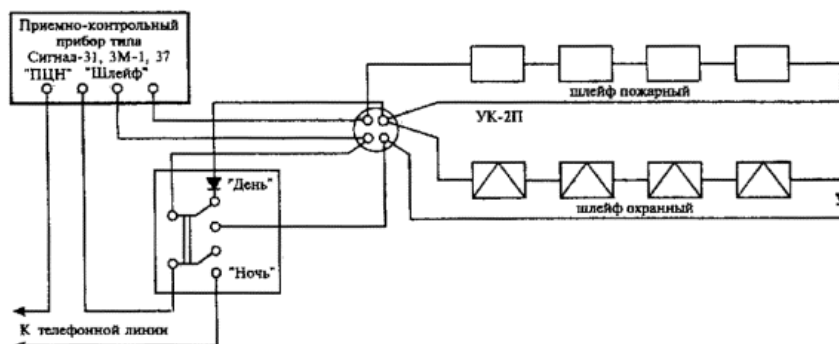 Приемно-контрольный
прибор типа
Сигнал-31, 3М-1, 37
"ПЦН" "Шлейф"
шлейф пожарный
УК-2П
"День"
шлейф охранный
"Ночь"
К телефонной линии